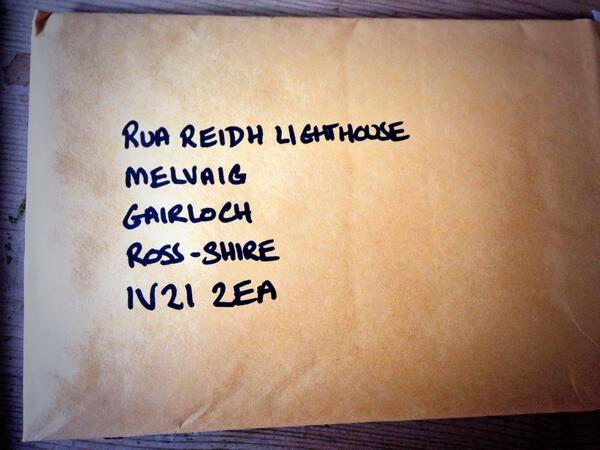 RUA REIDH LIGHTHOUSE
MELVAIG
GAIRLOCH
ROSS-SHIRE
IV21 2EA